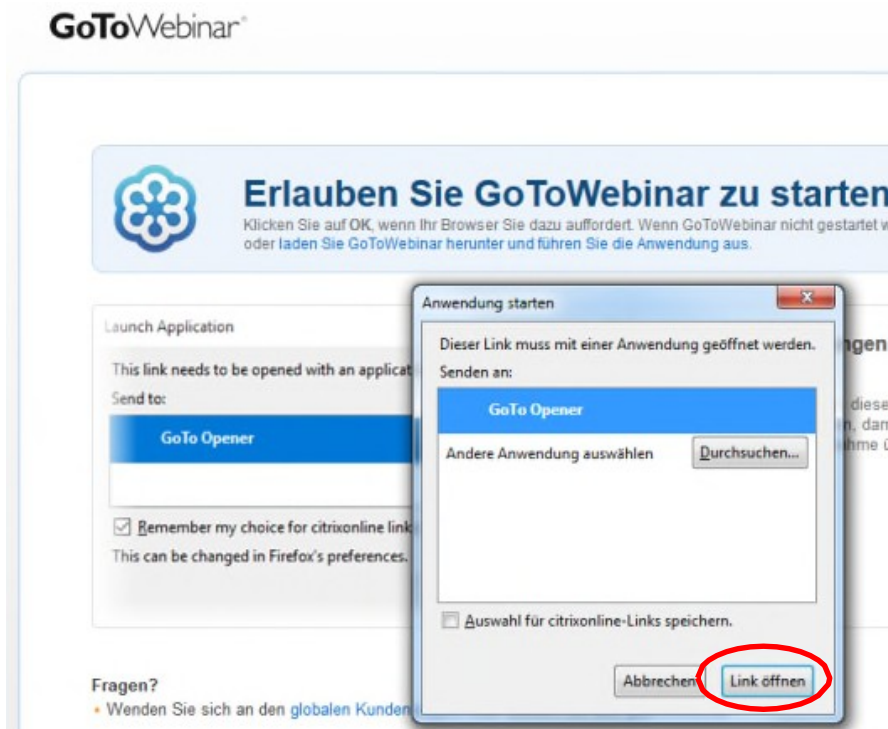 GoToWebinar®
Erlauben Sie GoToWebinar zu starten
Klicken Sie auf OK, wenn Ihr Browser Sie dazu auffordert. Wenn GoToWebinar nicht gestartet
oder laden Sie GoToWebinar herunter und führen Sie die Anwendung aus.
Launch Application
This link needs to be opened with an applicat
Send to:
GoTo Opener
Remember my choice for citrixonline link
This can be changed in Firefox's preferences.
Anwendung starten
Dieser Link muss mit einer Anwendung geöffnet werden.
Senden an:
GoTo Opener
Andere Anwendung auswählen
Durchsuchen...
Auswahl für citrixonline-Links speichern.
Abbrechen
Link öffnen
ngen
diese
n, dam
hme ü
Fragen?
• Wenden Sie sich an den globalen Kunden